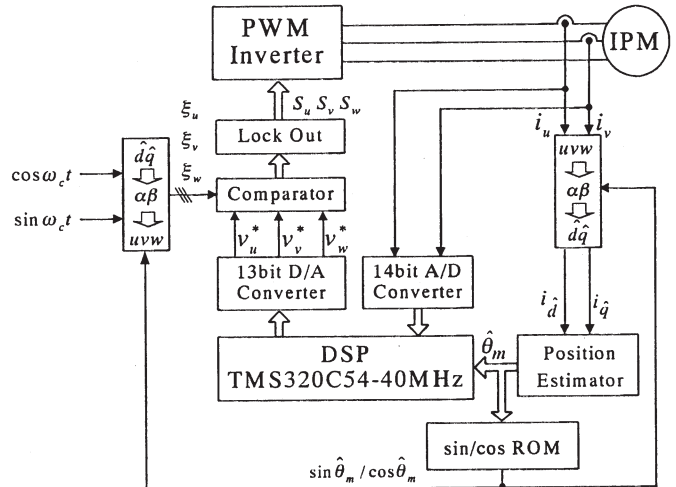 PWM
Inverter
IPM
S_u S_v S_w
ξ_u
ξ_v
ξ_w
Lock Out
i_u
i_v
cos ω_c t
sin ω_c t
d̂q̂
αβ
uvw
Comparator
uvw
αβ
d̂q̂
v_u^*
v_v^*
v_w^*
13bit D/A
Converter
14bit A/D
Converter
i_d̂
i_q̂
DSP
TMS320C54-40MHz
θ̂_m
Position
Estimator
sin/cos ROM
sin θ̂_m / cos θ̂_m